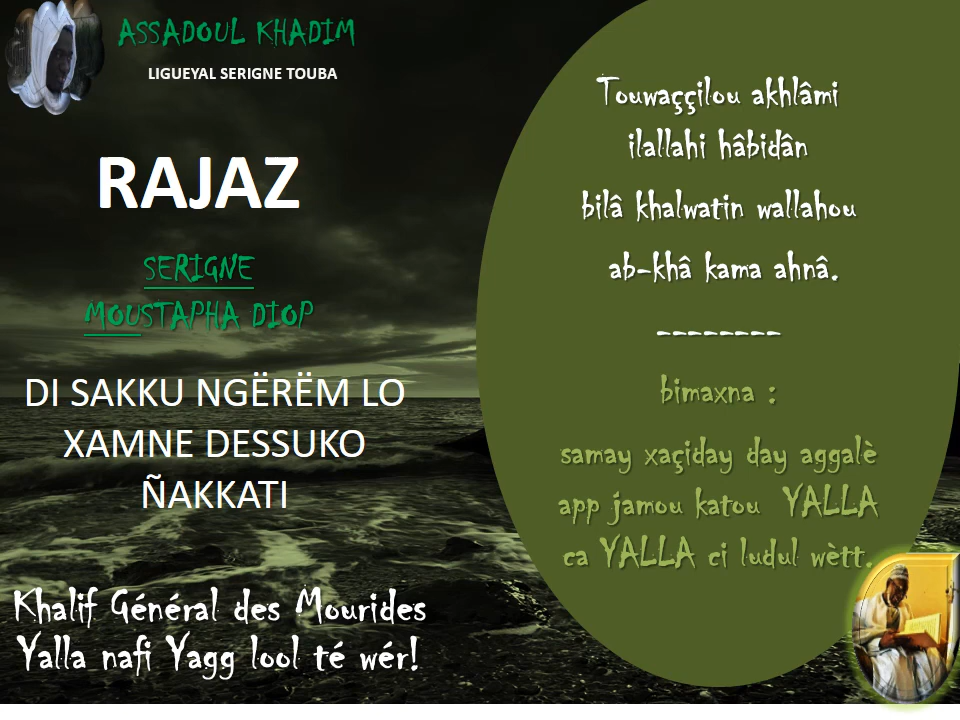 ASSADOUL KHADIM
LIGUEYAL SERIGNE TOUBA
RAJAZ
SERIGNE
MOUSTAPHA DIOP
DI SAKKU NGËRËM LO
XAMNE DESSUKO
ÑAKKATI
Khalif Général des Mourides
Yalla nafi Yagg lool té wér!
Touwaççilou akhlâmi
ilallahi hâbidân
bilâ khalwatin wallahou
ab-khâ kama ahnâ.
--------
bimaxna :
samay xaçiday day aggalè
app jamou katou YALLA
ca YALLA ci ludul wètt.